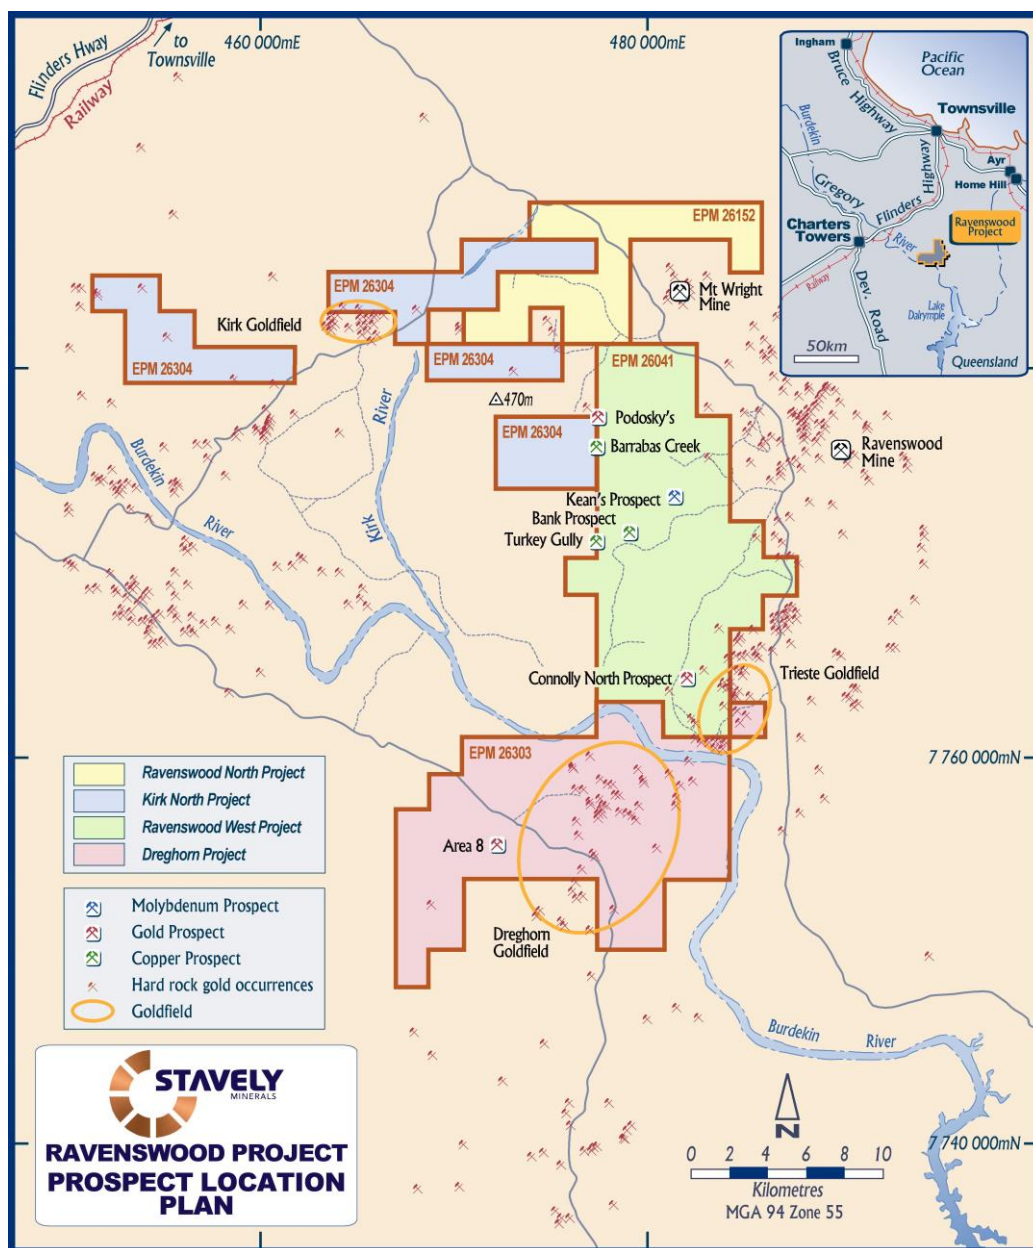 460 000mE
480 000mE
to
Townsville
Flinders Hway
Railway
Ingham
Pacific
Ocean
Bruce
Highway
Townsville
Burdekin
Ayr
Home Hill
Gregory
Highway
Flinders
Charters
Towers
River
Ravenswood
Project
Railway
Dev. Road
Lake
Dalrymple
50km
Queensland
EPM 26152
EPM 26304
Mt Wright
Mine
Kirk Goldfield
EPM 26304
EPM 26304
EPM 26041
River
△470m
Podosky's
EPM 26304
Barrabas Creek
Ravenswood
Mine
Burdekin
River
Kirk
Kean's Prospect
Bank Prospect
Turkey Gully
Connolly North Prospect
Trieste Goldfield
EPM 26303
7 760 000mN
Area 8
Dreghorn
Goldfield
Ravenswood North Project
Kirk North Project
Ravenswood West Project
Dreghorn Project
Molybdenum Prospect
Gold Prospect
Copper Prospect
Hard rock gold occurrences
Goldfield
Burdekin
River
STAVELY
MINERALS
RAVENSWOOD PROJECT
PROSPECT LOCATION
PLAN
N
7 740 000mN
0 2 4 6 8 10
Kilometres
MGA 94 Zone 55